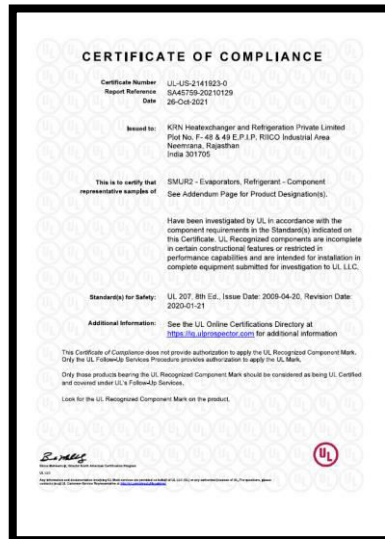 CERTIFICATE OF COMPLIANCE
Certificate Number UL-US-2141923-0
Report Reference SA45759-20210129
Date 26-Oct-2021
Issued to: KRN Heatexchanger and Refrigeration Private Limited
Plot No. F- 48 & 49 E.P.I.P. RIICO Industrial Area
Neemrana, Rajasthan
India 301705
This is to certify that SMUR2 - Evaporators, Refrigerant - Component
representative samples of See Addendum Page for Product Designation(s).
Have been investigated by UL in accordance with the
component requirements in the Standard(s) indicated on
this Certificate. UL Recognized components are incomplete
in certain constructional features or restricted in
performance capabilities and are intended for installation in
complete equipment submitted for investigation to UL LLC.
Standard(s) for Safety: UL 207, 8th Ed., Issue Date: 2009-04-20, Revision Date:
2020-01-21
Additional Information: See the UL Online Certifications Directory at
https://iq.ulprospector.com for additional information
This Certificate of Compliance does not provide authorization to apply the UL Recognized Component Mark.
Only the UL Follow-Up Services Procedure provides authorization to apply the UL Mark.
Only those products bearing the UL Recognized Component Mark should be considered as being UL Certified
and covered under UL's Follow-Up Services.
Look for the UL Recognized Component Mark on the product.
UL
UL LLC